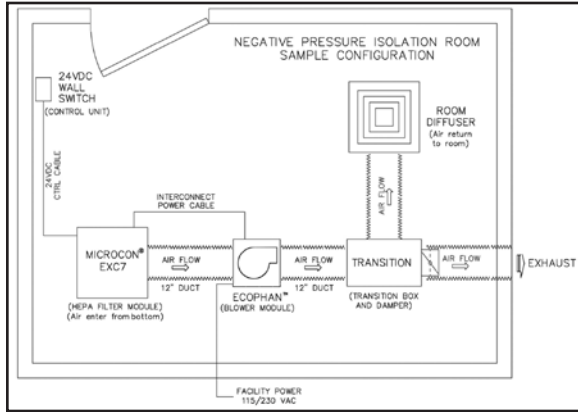 NEGATIVE PRESSURE ISOLATION ROOM
SAMPLE CONFIGURATION
24VDC
WALL
SWITCH
(CONTROL UNIT)
24VDC
CTRL CABLE
ROOM
DIFFUSER
(Air return
to room)
AIR FLOW
INTERCONNECT
POWER CABLE
MICROCON®
EXC7
AIR FLOW
12" DUCT
ECOPHAN™
(BLOWER MODULE)
AIR FLOW
12" DUCT
TRANSITION
(TRANSITION BOX
AND DAMPER)
AIR FLOW
EXHAUST
(HEPA FILTER MODULE)
(Air enter from bottom)
FACILITY POWER
115/230 VAC